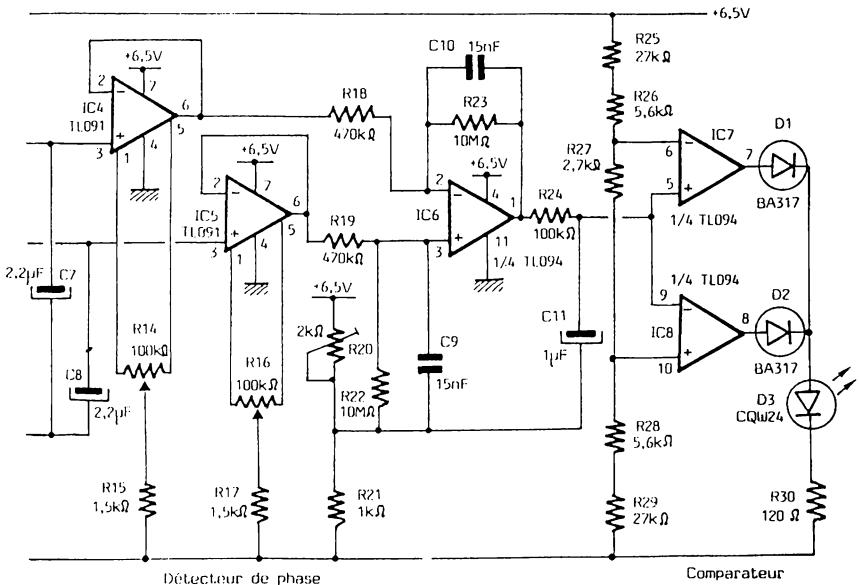 +6,5V
C10 15nF
R25
27kΩ
+6,5V
2
7
6
IC4
TL091
+
5
3
1
4
R18
470kΩ
R23
10MΩ
R26
5,6kΩ
IC7
D1
R27
2,7kΩ
6
7
5
BA317
1/4 TL094
+6,5V
2
7
6
IC5
TL091
+
5
3
1
4
+6,5V
2
4
1
IC6
+
3
11
1/4 TL094
R24
100kΩ
R19
470kΩ
1/4 TL094
D2
9
8
IC8
+
10
BA317
2,2µF C7
+6,5V
2kΩ
R20
C11
1µF
R14
100kΩ
C8
2,2µF
R16
100kΩ
R22
10MΩ
C9
15nF
D3
CQW24
R28
5,6kΩ
R15
1,5kΩ
R17
1,5kΩ
R21
1kΩ
R29
27kΩ
R30
120 Ω
Détecteur de phase
Comparateur